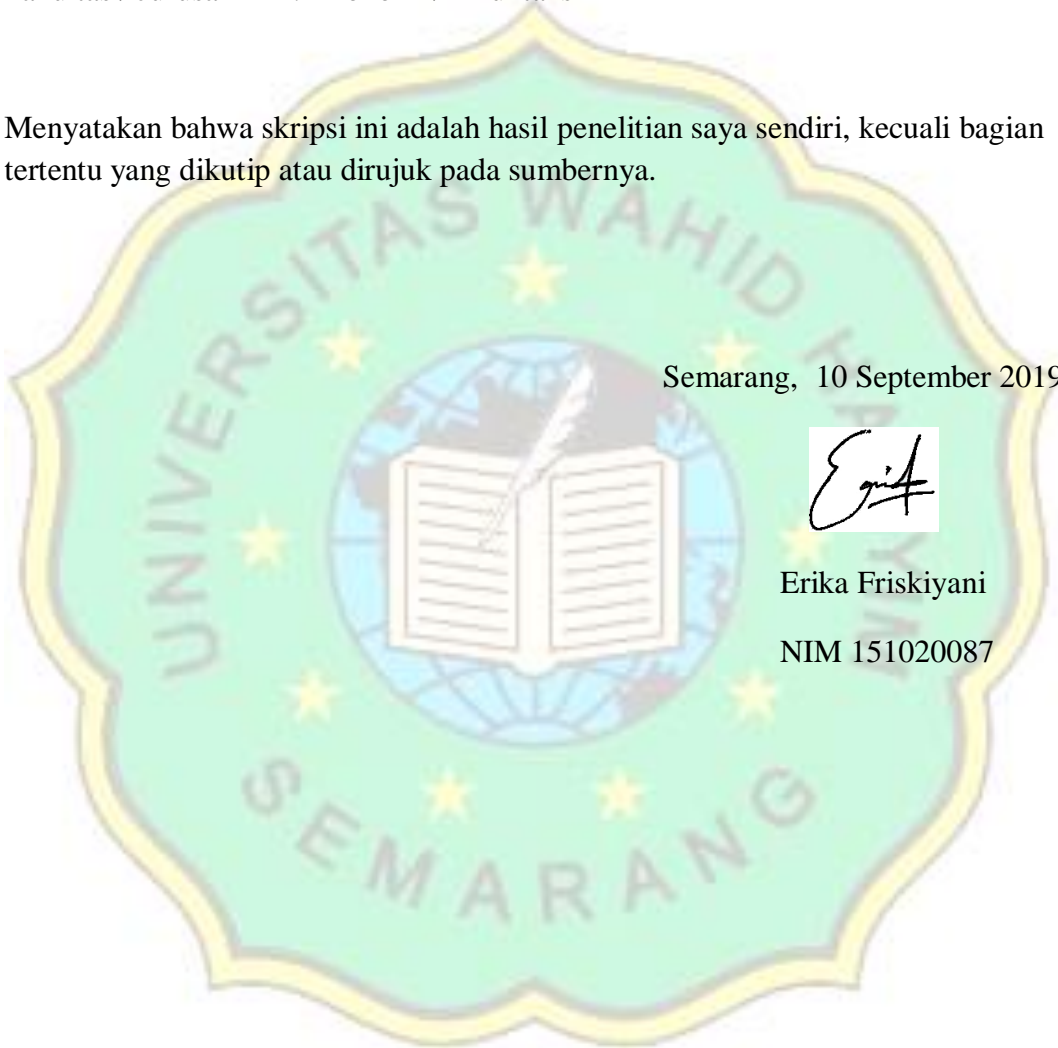 Menyatakan bahwa skripsi ini adalah hasil penelitian saya sendiri, kecuali bagian
tertentu yang dikutip atau dirujuk pada sumbernya.
UNIVERSITAS WAHID HASYIM
SEMARANG
Semarang, 10 September 2019
Erika Friskiyani
NIM 151020087